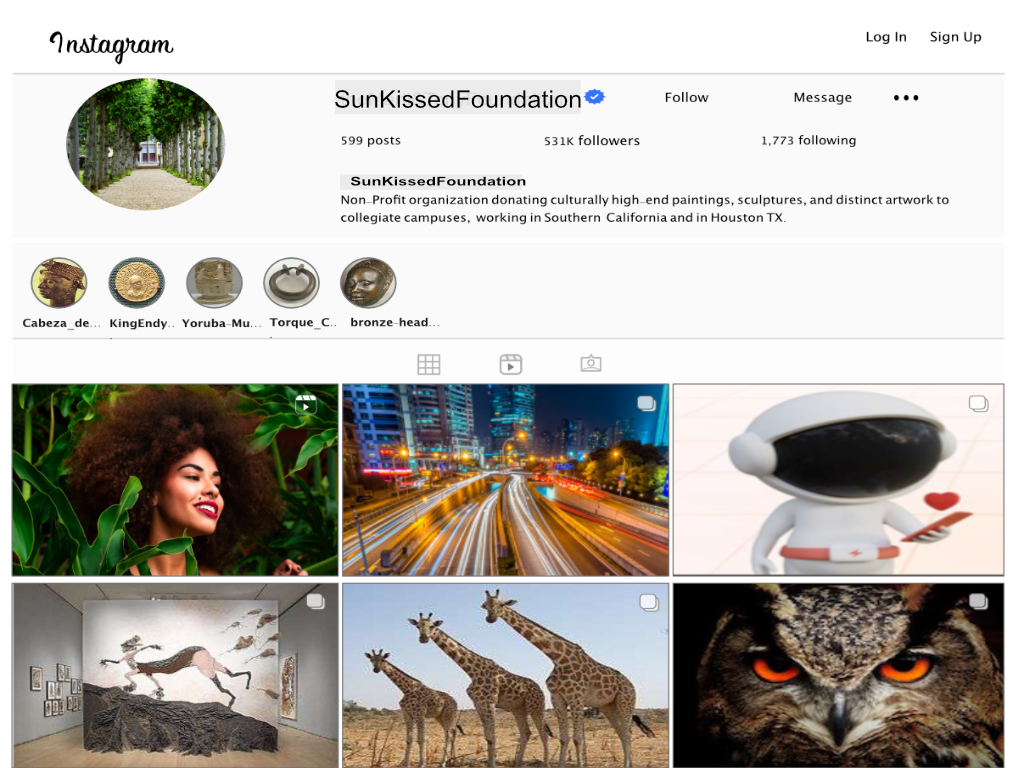 Instagram
Log In Sign Up
SunKissedFoundation Follow Message
599 posts 531K followers 1,773 following
SunKissedFoundation
Non-Profit organization donating culturally high-end paintings, sculptures, and distinct artwork to
collegiate campuses, working in Southern California and in Houston TX.
Cabeza_de... KingEndy.. Yoruba-Mu... Torque_C.. bronze-head...